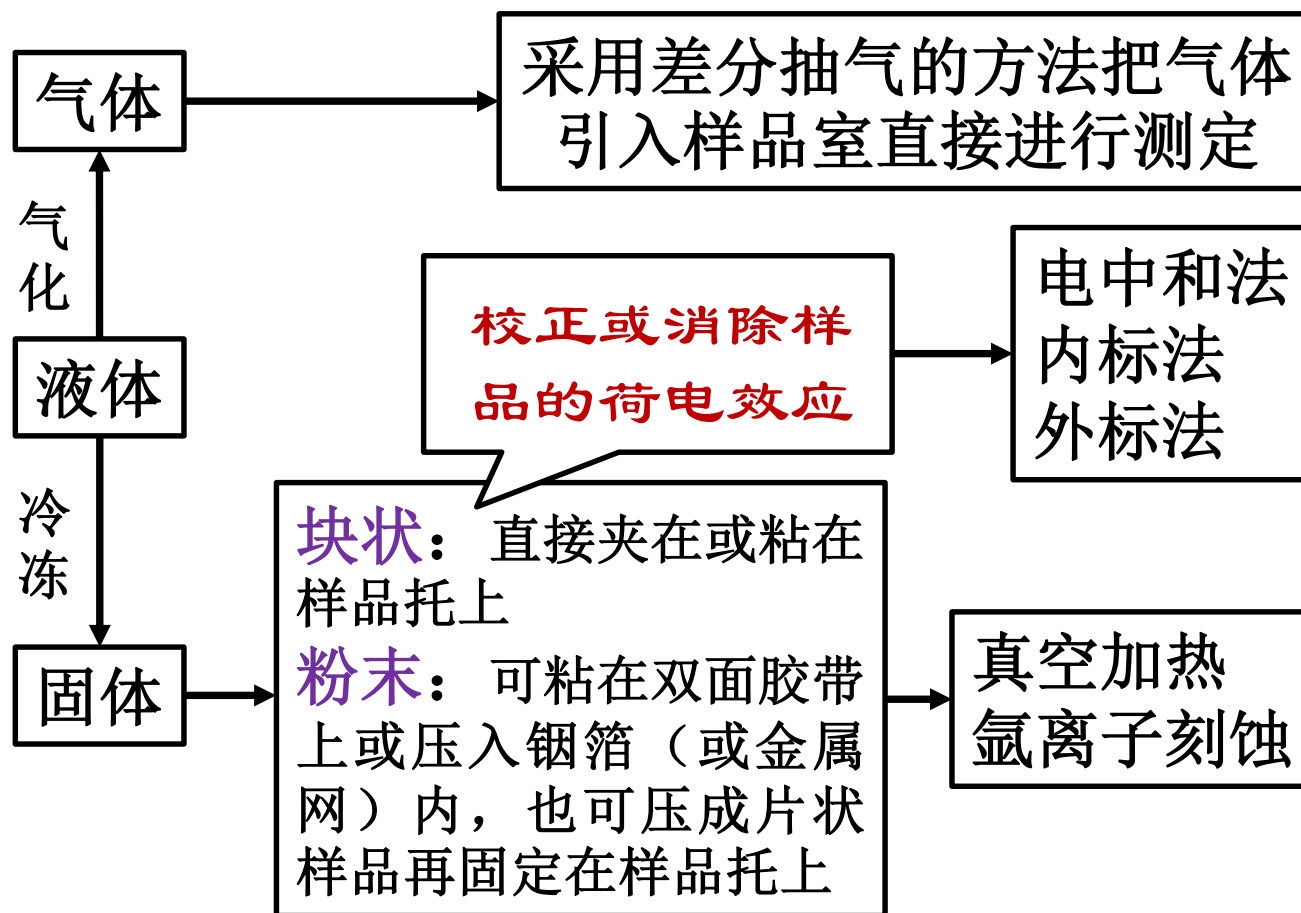 气体
采用差分抽气的方法把气体
引入样品室直接进行测定
气
化
液体
校正或消除样
品的荷电效应
电中和法
内标法
外标法
冷
冻
固体
块状：直接夹在或粘在
样品托上
粉末：可粘在双面胶带
上或压入铟箔（或金属
网）内，也可压成片状
样品再固定在样品托上
真空加热
氩离子刻蚀